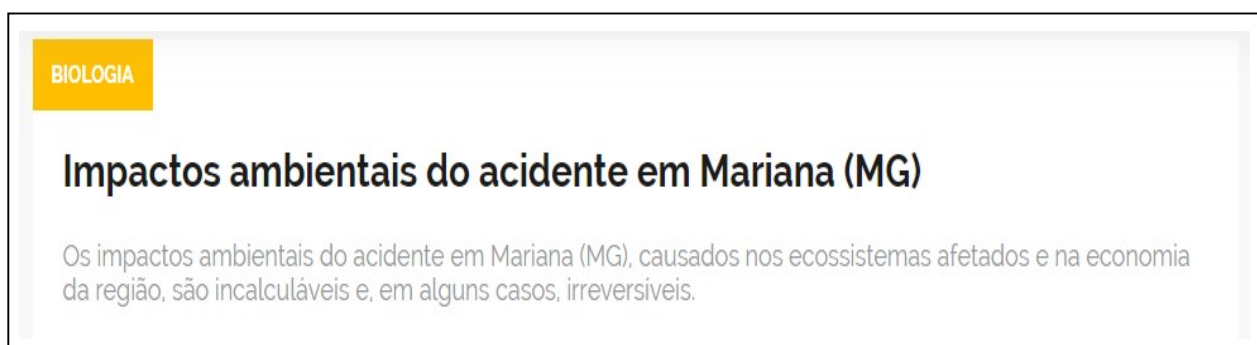 BIOLOGIA
Impactos ambientais do acidente em Mariana (MG)
Os impactos ambientais do acidente em Mariana (MG), causados nos ecossistemas afetados e na economia
da região, são incalculáveis e, em alguns casos, irreversíveis.